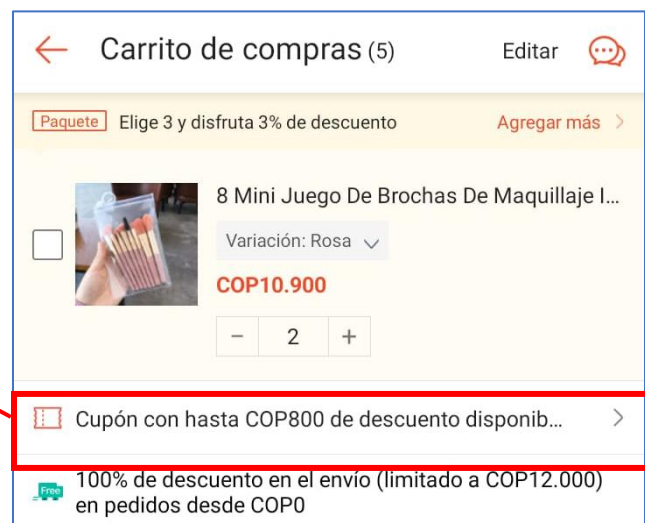 Carrito de compras (5) Editar
Paquete Elige 3 y disfruta 3% de descuento Agregar más >
8 Mini Juego De Brochas De Maquillaje I...
Variación: Rosa
COP10.900
- 2 +
Cupón con hasta COP800 de descuento disponib... >
Free 100% de descuento en el envío (limitado a COP12.000)
en pedidos desde COP0